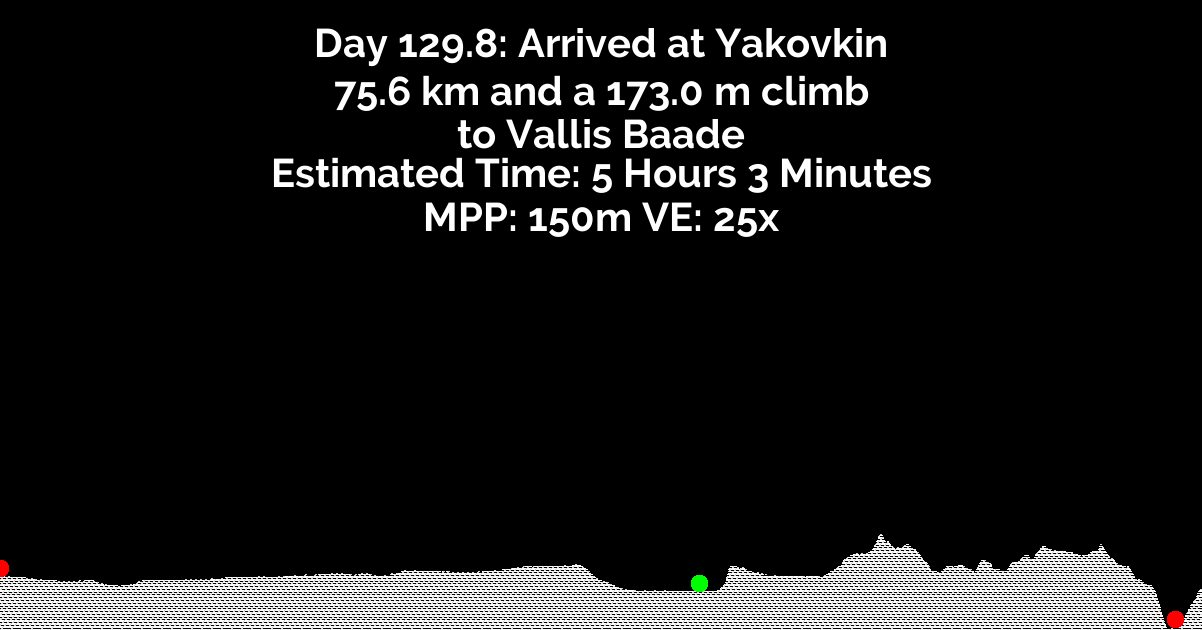 Day 129.8: Arrived at Yakovkin
75.6 km and a 173.0 m climb
to Vallis Baade
Estimated Time: 5 Hours 3 Minutes
MPP: 150m VE: 25x